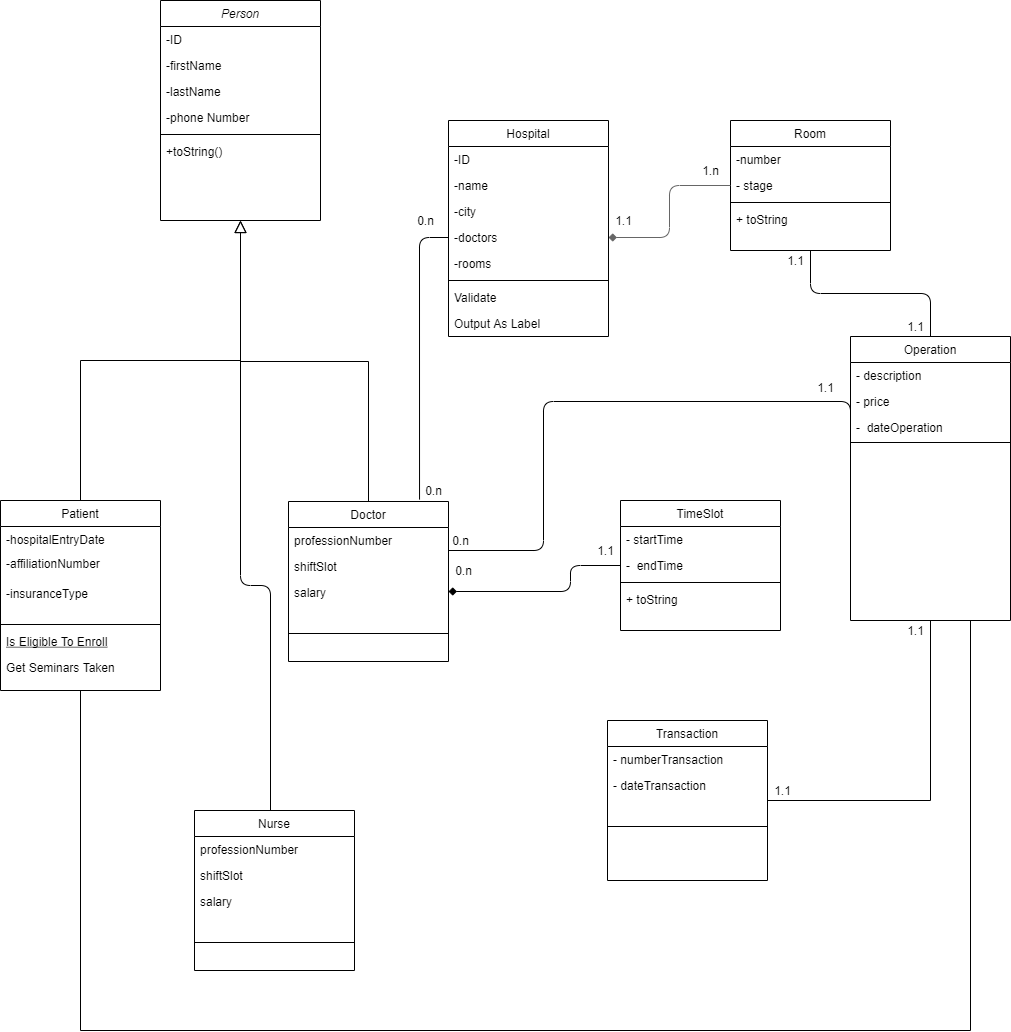 Person
-ID
-firstName
-lastName
-phone Number
+toString()
Hospital
-ID
-name
-city
-doctors
-rooms
Validate
Output As Label
Room
-number
- stage
+ toString
1.n
1.1
0.n
0.n
1.1
1.1
Operation
- description
- price
-  dateOperation
1.1
Patient
-hospitalEntryDate
-affiliationNumber
-insuranceType
Is Eligible To Enroll
Get Seminars Taken
Doctor
professionNumber
shiftSlot
salary
0.n
0.n
1.1
TimeSlot
- startTime
-  endTime
+ toString
1.1
Transaction
- numberTransaction
- dateTransaction
1.1
Nurse
professionNumber
shiftSlot
salary